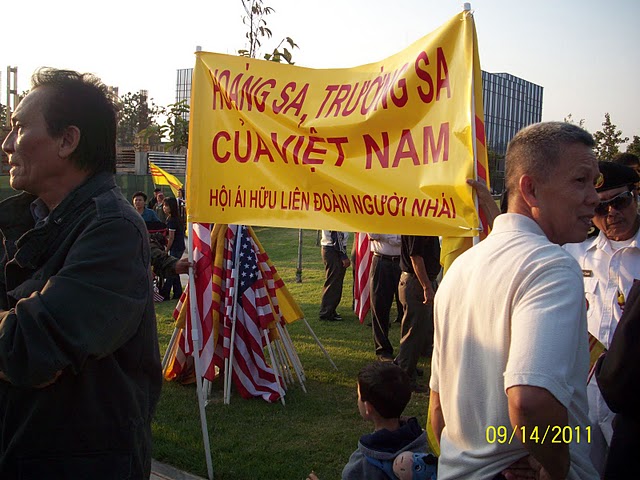 HOÀNG SA, TRƯỜNG SA
CỦA VIỆT NAM
HỘI ÁI HỮU LIÊN ĐOÀN NGƯỜI NHÁI
09/14/2011